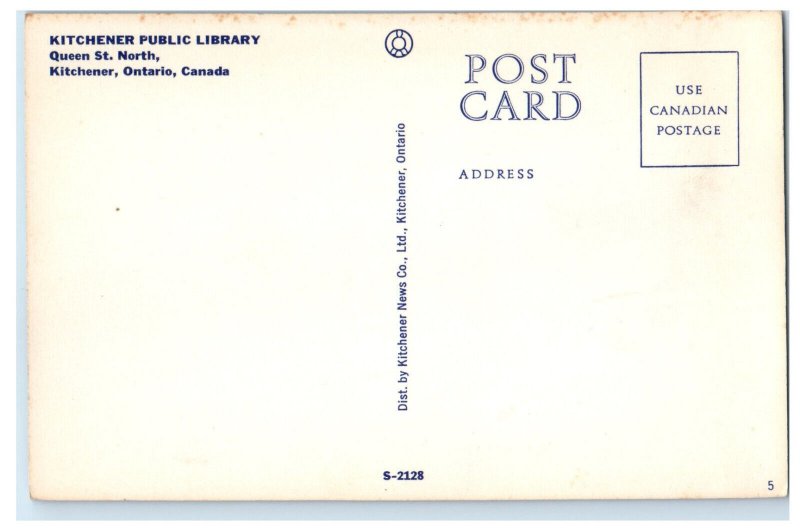 KITCHENER PUBLIC LIBRARY
Queen St. North,
Kitchener, Ontario, Canada
POST
CARD
USE
CANADIAN
POSTAGE
ADDRESS
Dist. by Kitchener News Co., Ltd., Kitchener, Ontario
S-2128
5